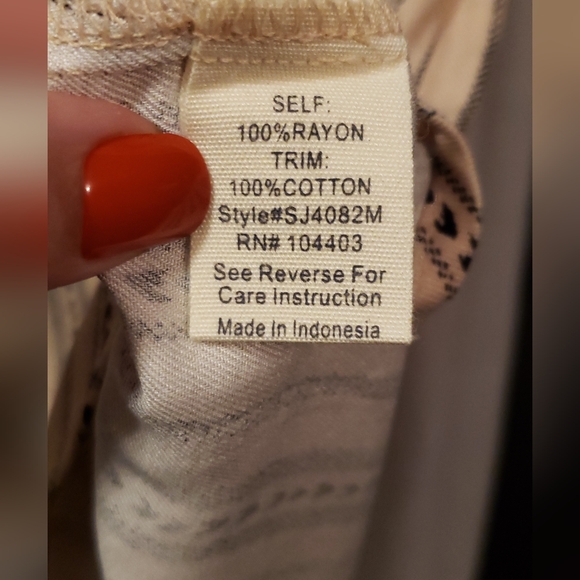 SELF:
100%RAYON
TRIM:
100%COTTON
Style#SJ4082M
RN# 104403
See Reverse For
Care Instruction
Made In Indonesia